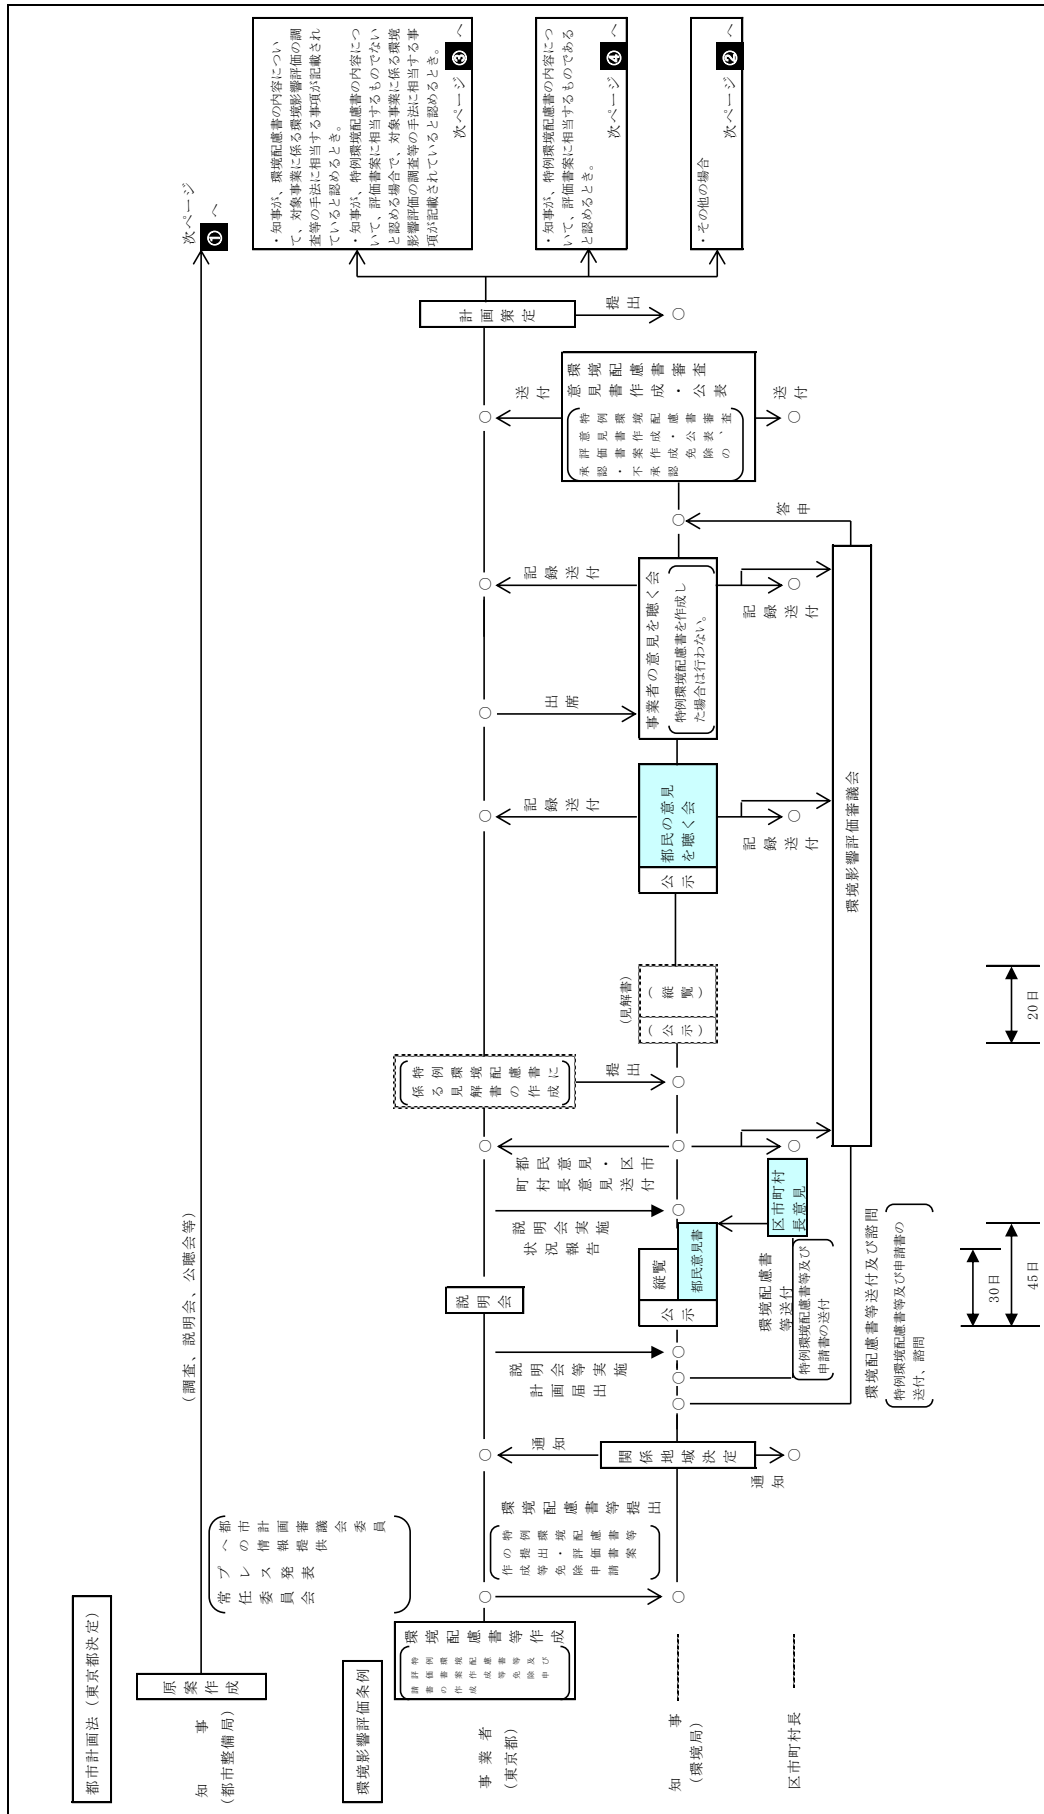 都市計画法（東京都決定）
知　事
（都市整備局）
原案作成
常任委員会
プレス発表
都市計画審議会委員
への情報提供
（調査、説明会、公聴会等）
次ページ
① へ
環境影響評価条例
事業者
（東京都）
環境配慮書等作成
特例環境配慮書等及び
評価書案作成等免除申
請書の作成
環境配慮書等提出
特例環境配慮書等
の提出・評価書案
作成等免除申請
通知
説明会等実施
計画届出
説明会
説明会実施
状況報告
都民意見・区市
町村長意見送付
特例環境配慮書に
係る見解書の作成
提出
記録送付
出席
記録送付
送付
計画策定
提出
・知事が、環境配慮書の内容につい
て、対象事業に係る環境影響評価の調
査等の手法に相当する事項が記載され
ていると認めるとき。
・知事が、特例環境配慮書の内容につ
いて、評価書案に相当するものでない
と認める場合で、対象事業に係る環境
影響評価の調査等の手法に相当する事
項が記載されていると認めるとき。
次ページ ③ へ
・知事が、特例環境配慮書の内容につ
いて、評価書案に相当するものである
と認めるとき。
次ページ ④ へ
・その他の場合
次ページ ② へ
知　事
（環境局）
関係地域決定
公示
縦覧
都民意見書
（見解書）
（公示）
（縦覧）
公示
都民の意見
を聴く会
事業者の意見を聴く会
特例環境配慮書を作成し
た場合は行わない。
答申
環境配慮書審査
意見書作成・公表
特例環境配慮書審査
意見書作成・公表、
評価書案作成免除の
承認・不承認
区市町村長
通知
環境配慮書
等送付
特例環境配慮書等及び
申請書の送付
区市町村
長意見
記録送付
記録送付
送付
環境配慮書等送付及び諮問
特例環境配慮書等及び申請書の
送付、諮問
環境影響評価審議会
30日
45日
20日